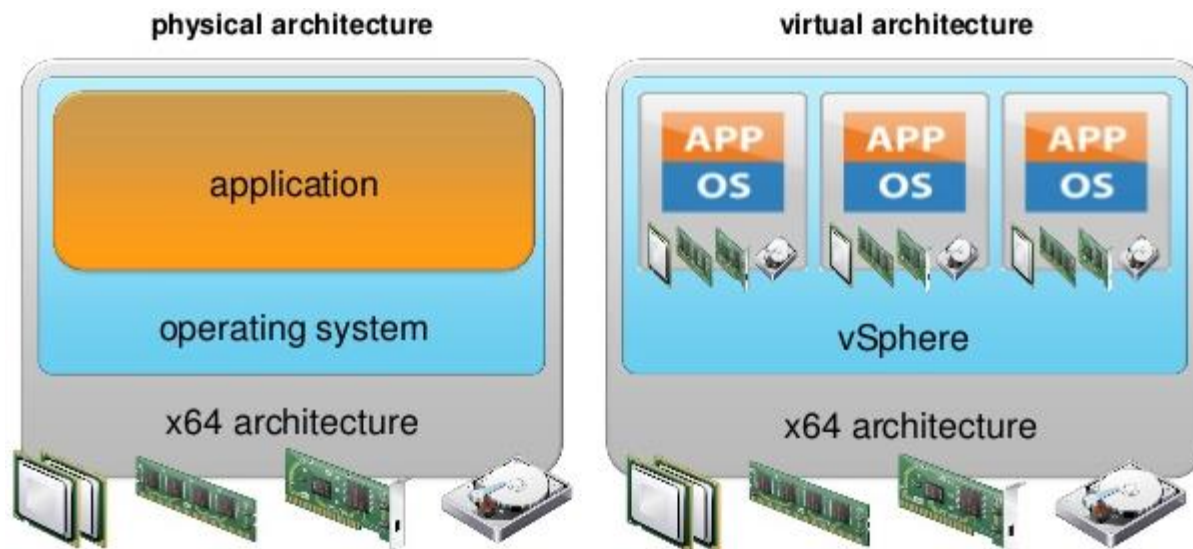 physical architecture
application
operating system
x64 architecture
virtual architecture
APP
OS
APP
OS
APP
OS
vSphere
x64 architecture